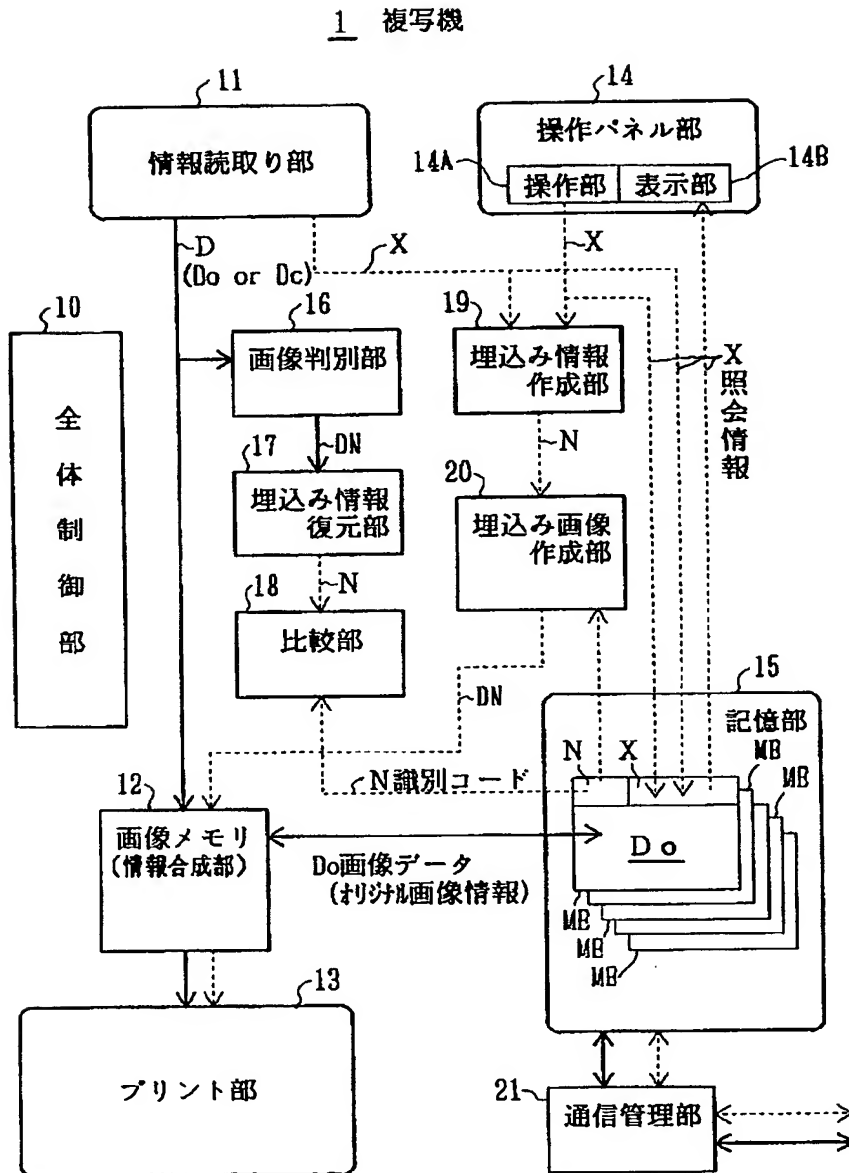 1 複写機
11
情報読取り部
14
操作パネル部
14A
操作部
表示部
14B
D
(Do or Dc)
X
X
10
全体制御部
16
画像判別部
DN
17
埋込み情報
復元部
N
18
比較部
19
埋込み情報
作成部
N
20
埋込み画像
作成部
X
照会情報
DN
15
記憶部
N
X
MB
MB
Do
MB
MB
MB
N識別コード
12
画像メモリ
(情報合成部)
Do画像データ
(オリジナル画像情報)
13
プリント部
21
通信管理部